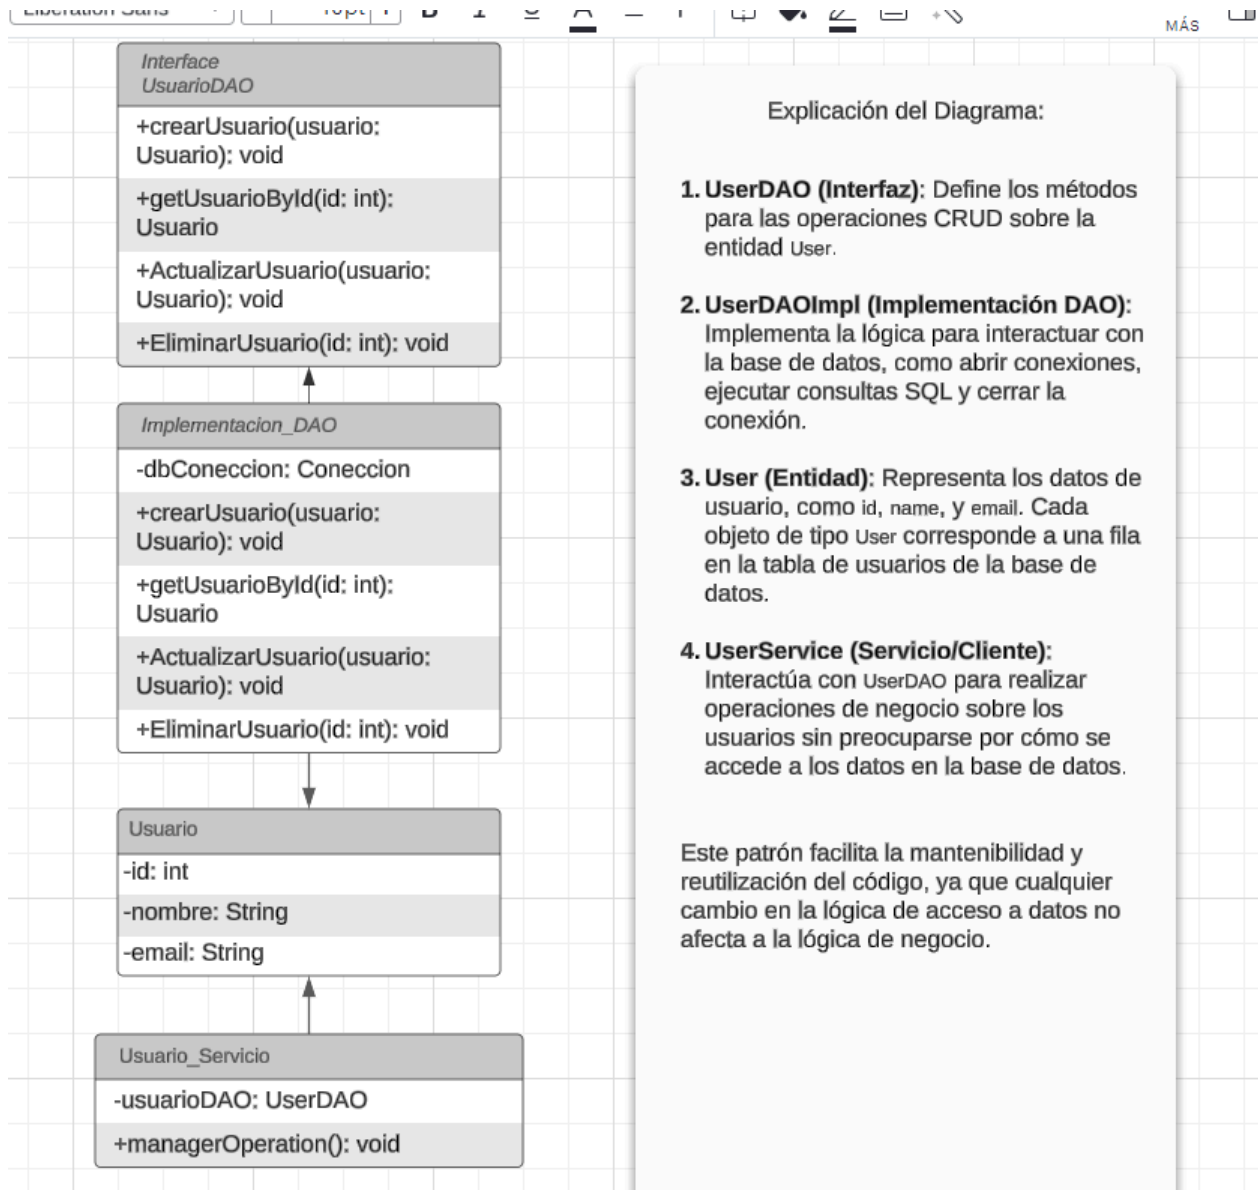 Liberation Sans
10pt
B I U A
MÁS
Interface
UsuarioDAO
+crearUsuario(usuario:
Usuario): void
+getUsuarioById(id: int):
Usuario
+ActualizarUsuario(usuario:
Usuario): void
+EliminarUsuario(id: int): void
Implementacion_DAO
-dbConeccion: Coneccion
+crearUsuario(usuario:
Usuario): void
+getUsuarioById(id: int):
Usuario
+ActualizarUsuario(usuario:
Usuario): void
+EliminarUsuario(id: int): void
Usuario
-id: int
-nombre: String
-email: String
Usuario_Servicio
-usuarioDAO: UserDAO
+managerOperation(): void
Explicación del Diagrama:
1. UserDAO (Interfaz): Define los métodos
para las operaciones CRUD sobre la
entidad User.
2. UserDAOImpl (Implementación DAO):
Implementa la lógica para interactuar con
la base de datos, como abrir conexiones,
ejecutar consultas SQL y cerrar la
conexión.
3. User (Entidad): Representa los datos de
usuario, como id, name, y email. Cada
objeto de tipo User corresponde a una fila
en la tabla de usuarios de la base de
datos.
4. UserService (Servicio/Cliente):
Interactúa con UserDAO para realizar
operaciones de negocio sobre los
usuarios sin preocuparse por cómo se
accede a los datos en la base de datos.
Este patrón facilita la mantenibilidad y
reutilización del código, ya que cualquier
cambio en la lógica de acceso a datos no
afecta a la lógica de negocio.